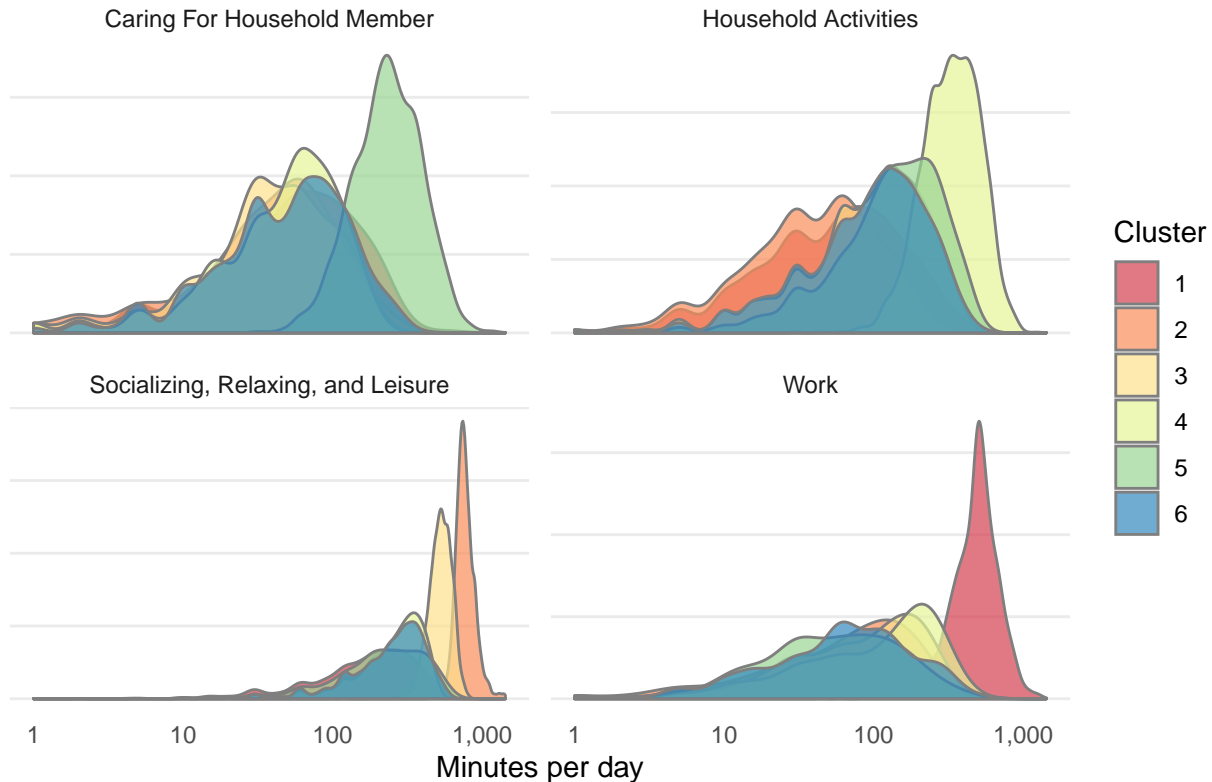 Caring For Household Member
Household Activities
Socializing, Relaxing, and Leisure
Work
1 10 100 1,000
1 10 100 1,000
Minutes per day
Cluster
1
2
3
4
5
6